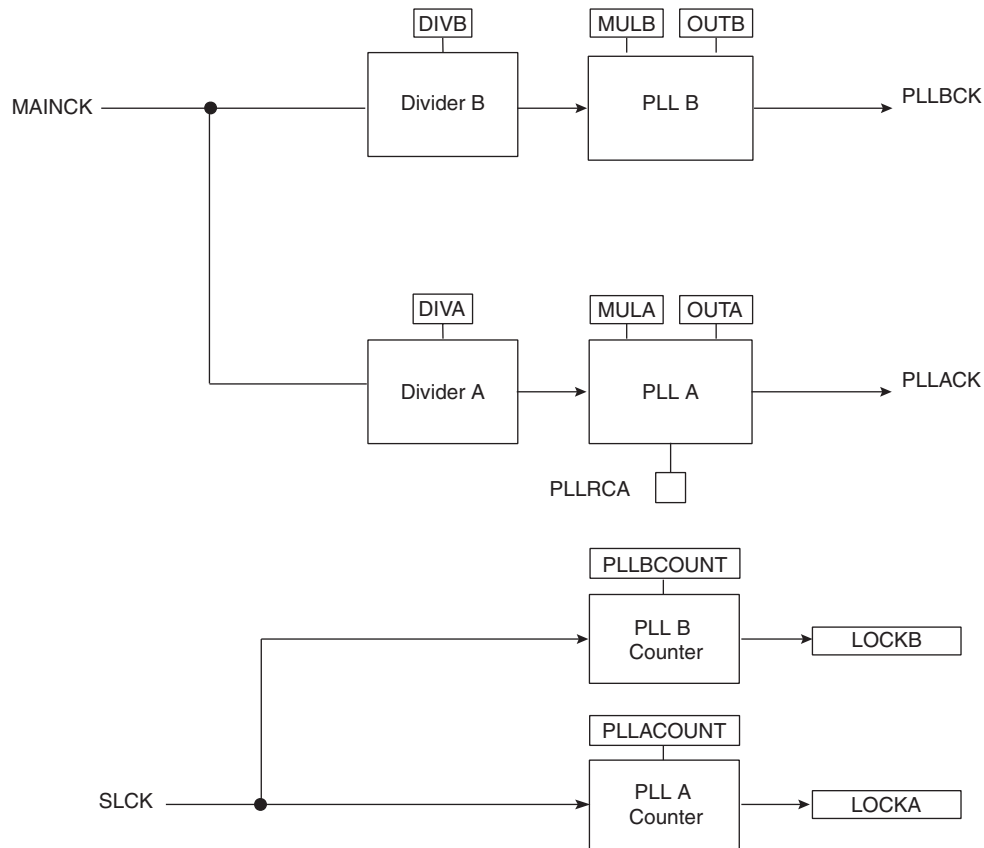 DIVB
MULB
OUTB
MAINCK
Divider B
PLL B
PLLBCK
DIVA
MULA
OUTA
Divider A
PLL A
PLLACK
PLLRCA
PLLBCOUNT
PLL B
Counter
LOCKB
PLLACOUNT
SLCK
PLL A
Counter
LOCKA